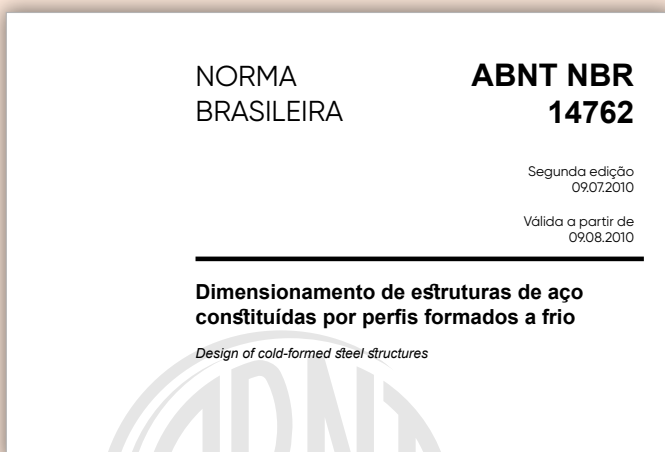 NORMA
BRASILEIRA
ABNT NBR
14762
Segunda edição
09.07.2010
Válida a partir de
09.08.2010
Dimensionamento de estruturas de aço
constituídas por perfis formados a frio
Design of cold-formed steel structures
ABNT